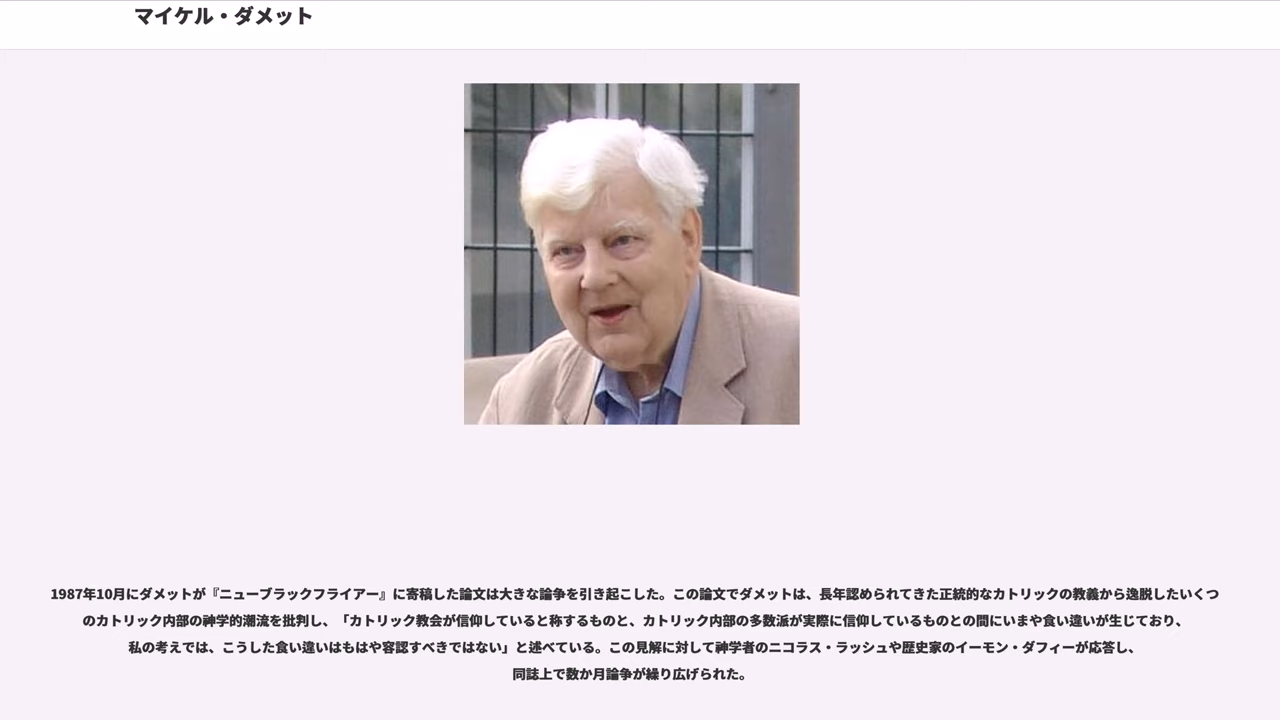 マイケル・ダメット
1987年10月にダメットが『ニューブラックフライアー』に寄稿した論文は大きな論争を引き起こした。この論文でダメットは、長年認められてきた正統的なカトリックの教義から逸脱したいくつ
のカトリック内部の神学的潮流を批判し、「カトリック教会が信仰していると称するものと、カトリック内部の多数派が実際に信仰しているものとの間にいまや食い違いが生じており、
私の考えでは、こうした食い違いはもはや容認すべきではない」と述べている。この見解に対して神学者のニコラス・ラッシュや歴史家のイーモン・ダフィーが応答し、
同誌上で数か月論争が繰り広げられた。